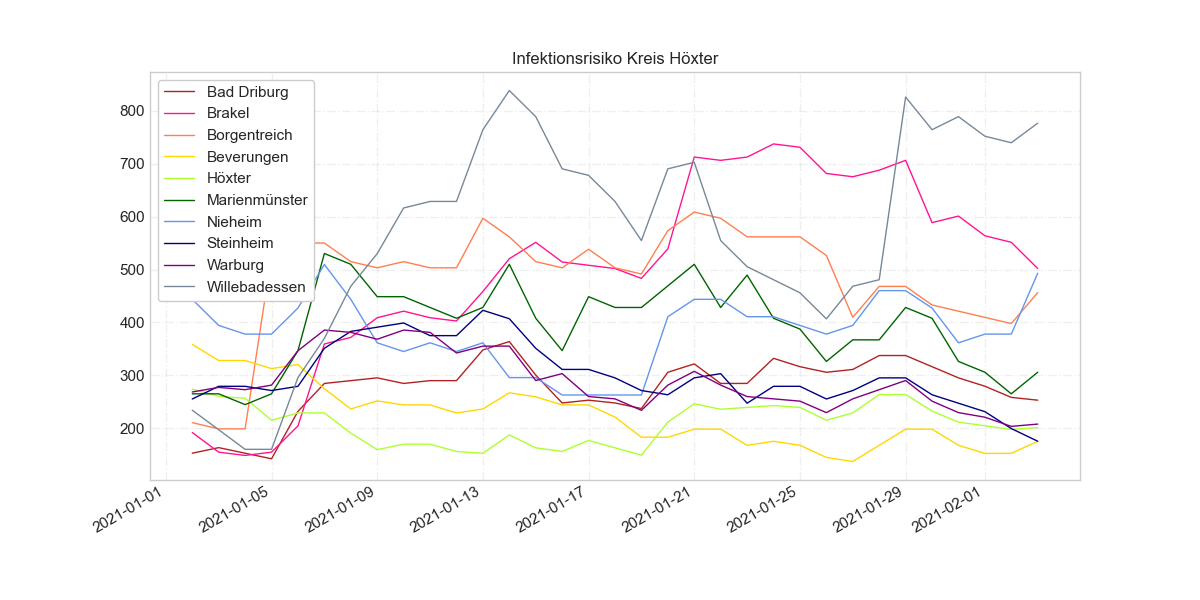 Infektionsrisiko Kreis Höxter
800
700
600
500
400
300
200
Bad Driburg
Brakel
Borgentreich
Beverungen
Höxter
Marienmünster
Nieheim
Steinheim
Warburg
Willebadessen
2021-01-01
2021-01-05
2021-01-09
2021-01-13
2021-01-17
2021-01-21
2021-01-25
2021-01-29
2021-02-01